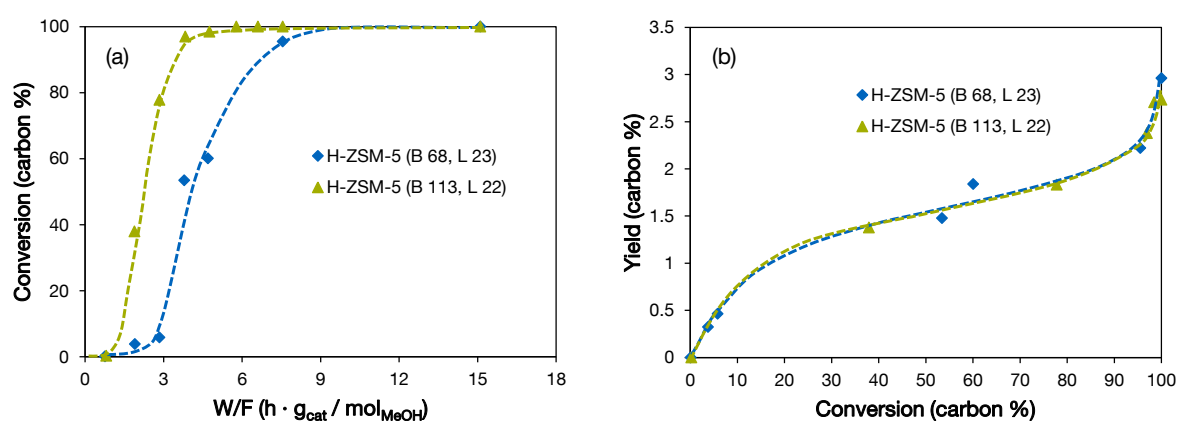 (a)
Conversion (carbon %)
100
80
60
40
20
0
H-ZSM-5 (B 68, L 23)
H-ZSM-5 (B 113, L 22)
0 3 6 9 12 15 18
W/F (h · g_cat / mol_MeOH)
(b)
Yield (carbon %)
3.5
3
2.5
2
1.5
1
0.5
0
H-ZSM-5 (B 68, L 23)
H-ZSM-5 (B 113, L 22)
0 10 20 30 40 50 60 70 80 90 100
Conversion (carbon %)